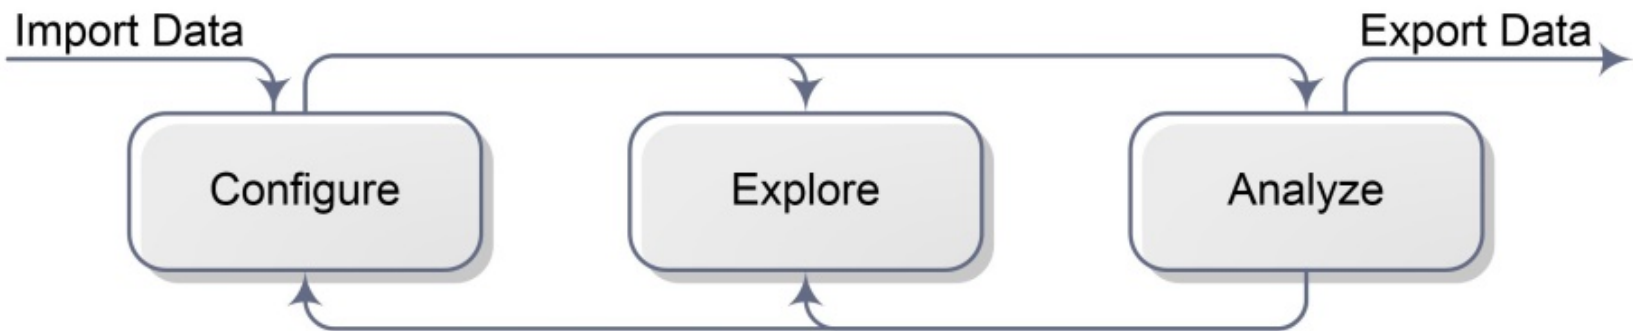 Import Data
Export Data
Configure
Explore
Analyze